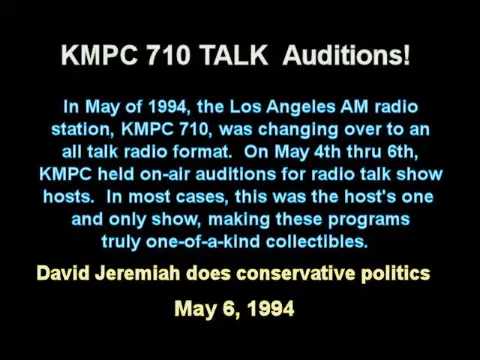 KMPC 710 TALK  Auditions!
In May of 1994, the Los Angeles AM radio
station, KMPC 710, was changing over to an
all talk radio format.  On May 4th thru 6th,
KMPC held on-air auditions for radio talk show
hosts.  In most cases, this was the host's one
and only show, making these programs
truly one-of-a-kind collectibles.
David Jeremiah does conservative politics
May 6, 1994